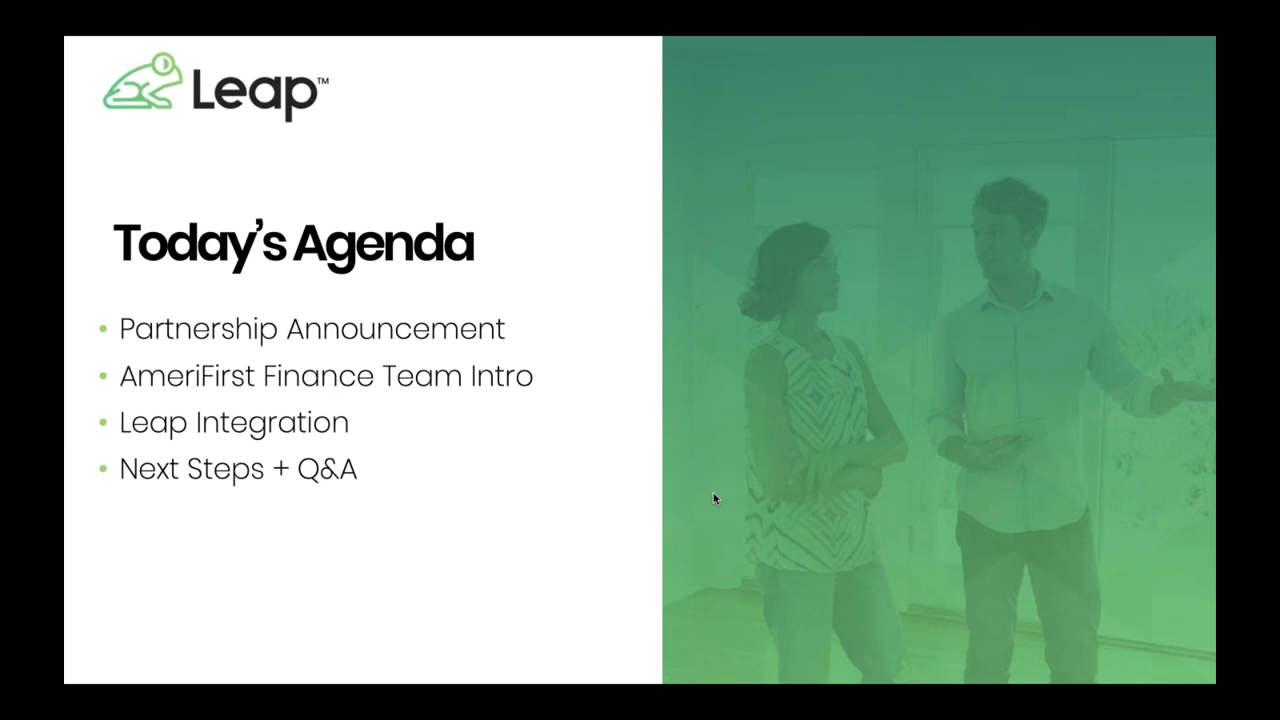 Leap™
Today's Agenda
• Partnership Announcement
• AmeriFirst Finance Team Intro
• Leap Integration
• Next Steps + Q&A